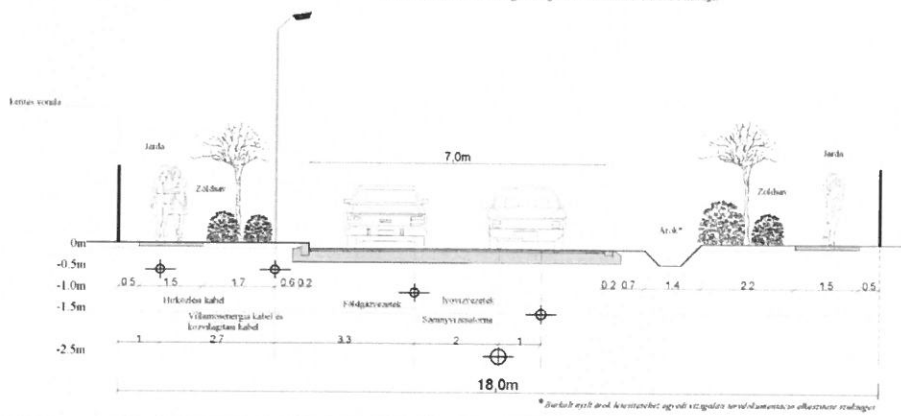 Kerítés vonala
Járda
Zöldsáv
7,0m
Járda
Zöldsáv
Árok*
0m
-0.5m
-1.0m
-1.5m
-2.5m
0.5 1.5 1.7 0.6 0.2
0.2 0.7 1.4 2.2 1.5 0.5
Hírközlési kábel
Villamosenergia kábel és
közvilágítási kábel
Földgázvezeték
Ivóvízvezeték
Szennyvízcsatorna
1 2.7 3.3 2 1
18,0m
* Burkolt nyílt árok